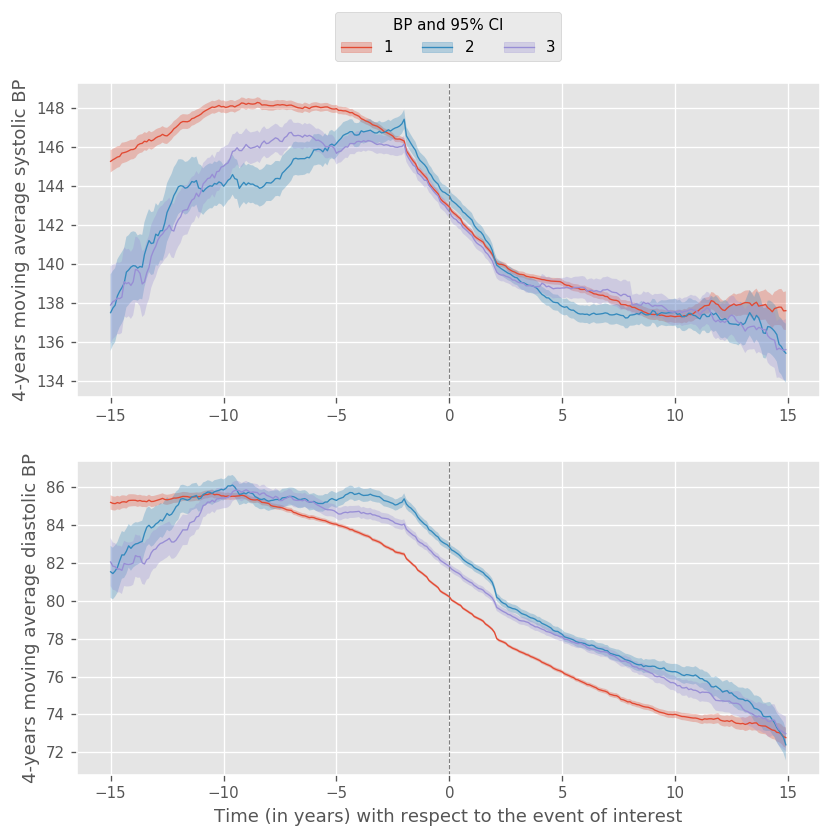 BP and 95% CI
1 2 3
4-years moving average systolic BP
148
146
144
142
140
138
136
134
−15 −10 −5 0 5 10 15
4-years moving average diastolic BP
86
84
82
80
78
76
74
72
−15 −10 −5 0 5 10 15
Time (in years) with respect to the event of interest